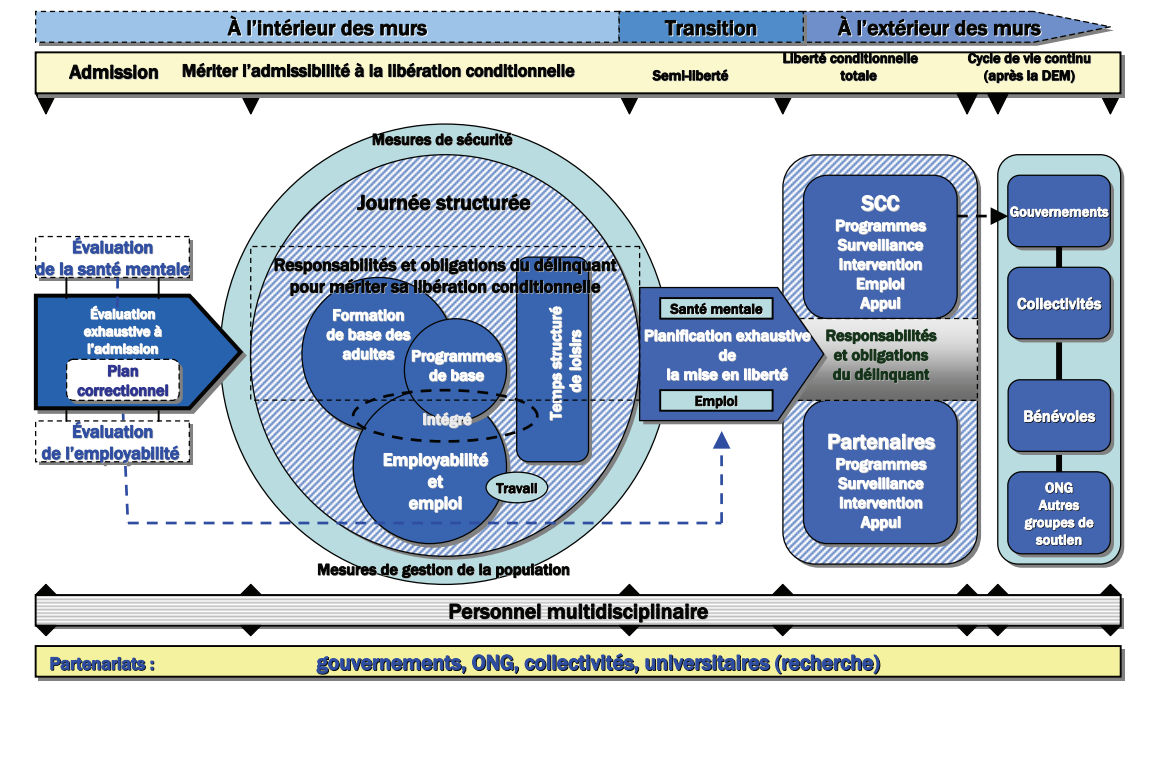 À l'intérieur des murs
Transition
À l'extérieur des murs
Admission
Mériter l'admissibilité à la libération conditionnelle
Semi-liberté
Liberté conditionnelle
totale
Cycle de vie continu
(après la DEM)
Évaluation
de la santé mentale
Évaluation
exhaustive à
l'admission
Plan
correctionnel
Évaluation
de l'employabilité
Mesures de sécurité
Journée structurée
Responsabilités et obligations du délinquant
pour mériter sa libération conditionnelle
Formation
de base des
adultes
Programmes
de base
Intégré
Employabilité
et
emploi
Travail
Temps structuré
de loisirs
Mesures de gestion de la population
Santé mentale
Planification exhaustive
de
la mise en liberté
Emploi
SCC
Programmes
Surveillance
Intervention
Emploi
Appui
Responsabilités
et obligations
du délinquant
Partenaires
Programmes
Surveillance
Intervention
Appui
Gouvernements
Collectivités
Bénévoles
ONG
Autres
groupes de
soutien
Personnel multidisciplinaire
Partenariats :
gouvernements, ONG, collectivités, universitaires (recherche)